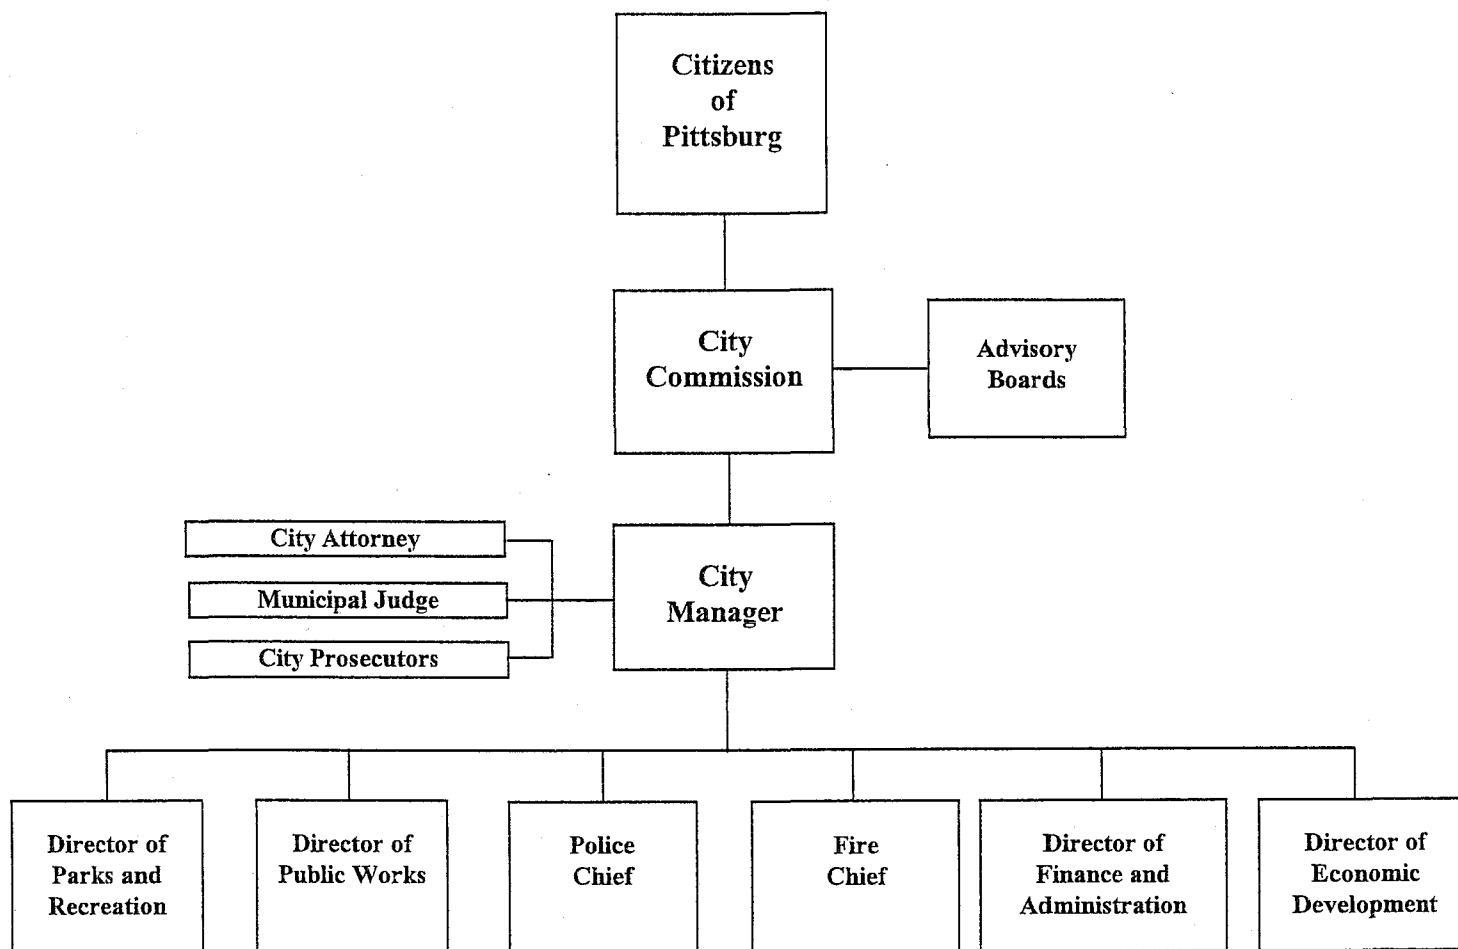 Citizens
of
Pittsburg
City
Commission
Advisory
Boards
City Attorney
Municipal Judge
City Prosecutors
City
Manager
Director of
Parks and
Recreation
Director of
Public Works
Police
Chief
Fire
Chief
Director of
Finance and
Administration
Director of
Economic
Development